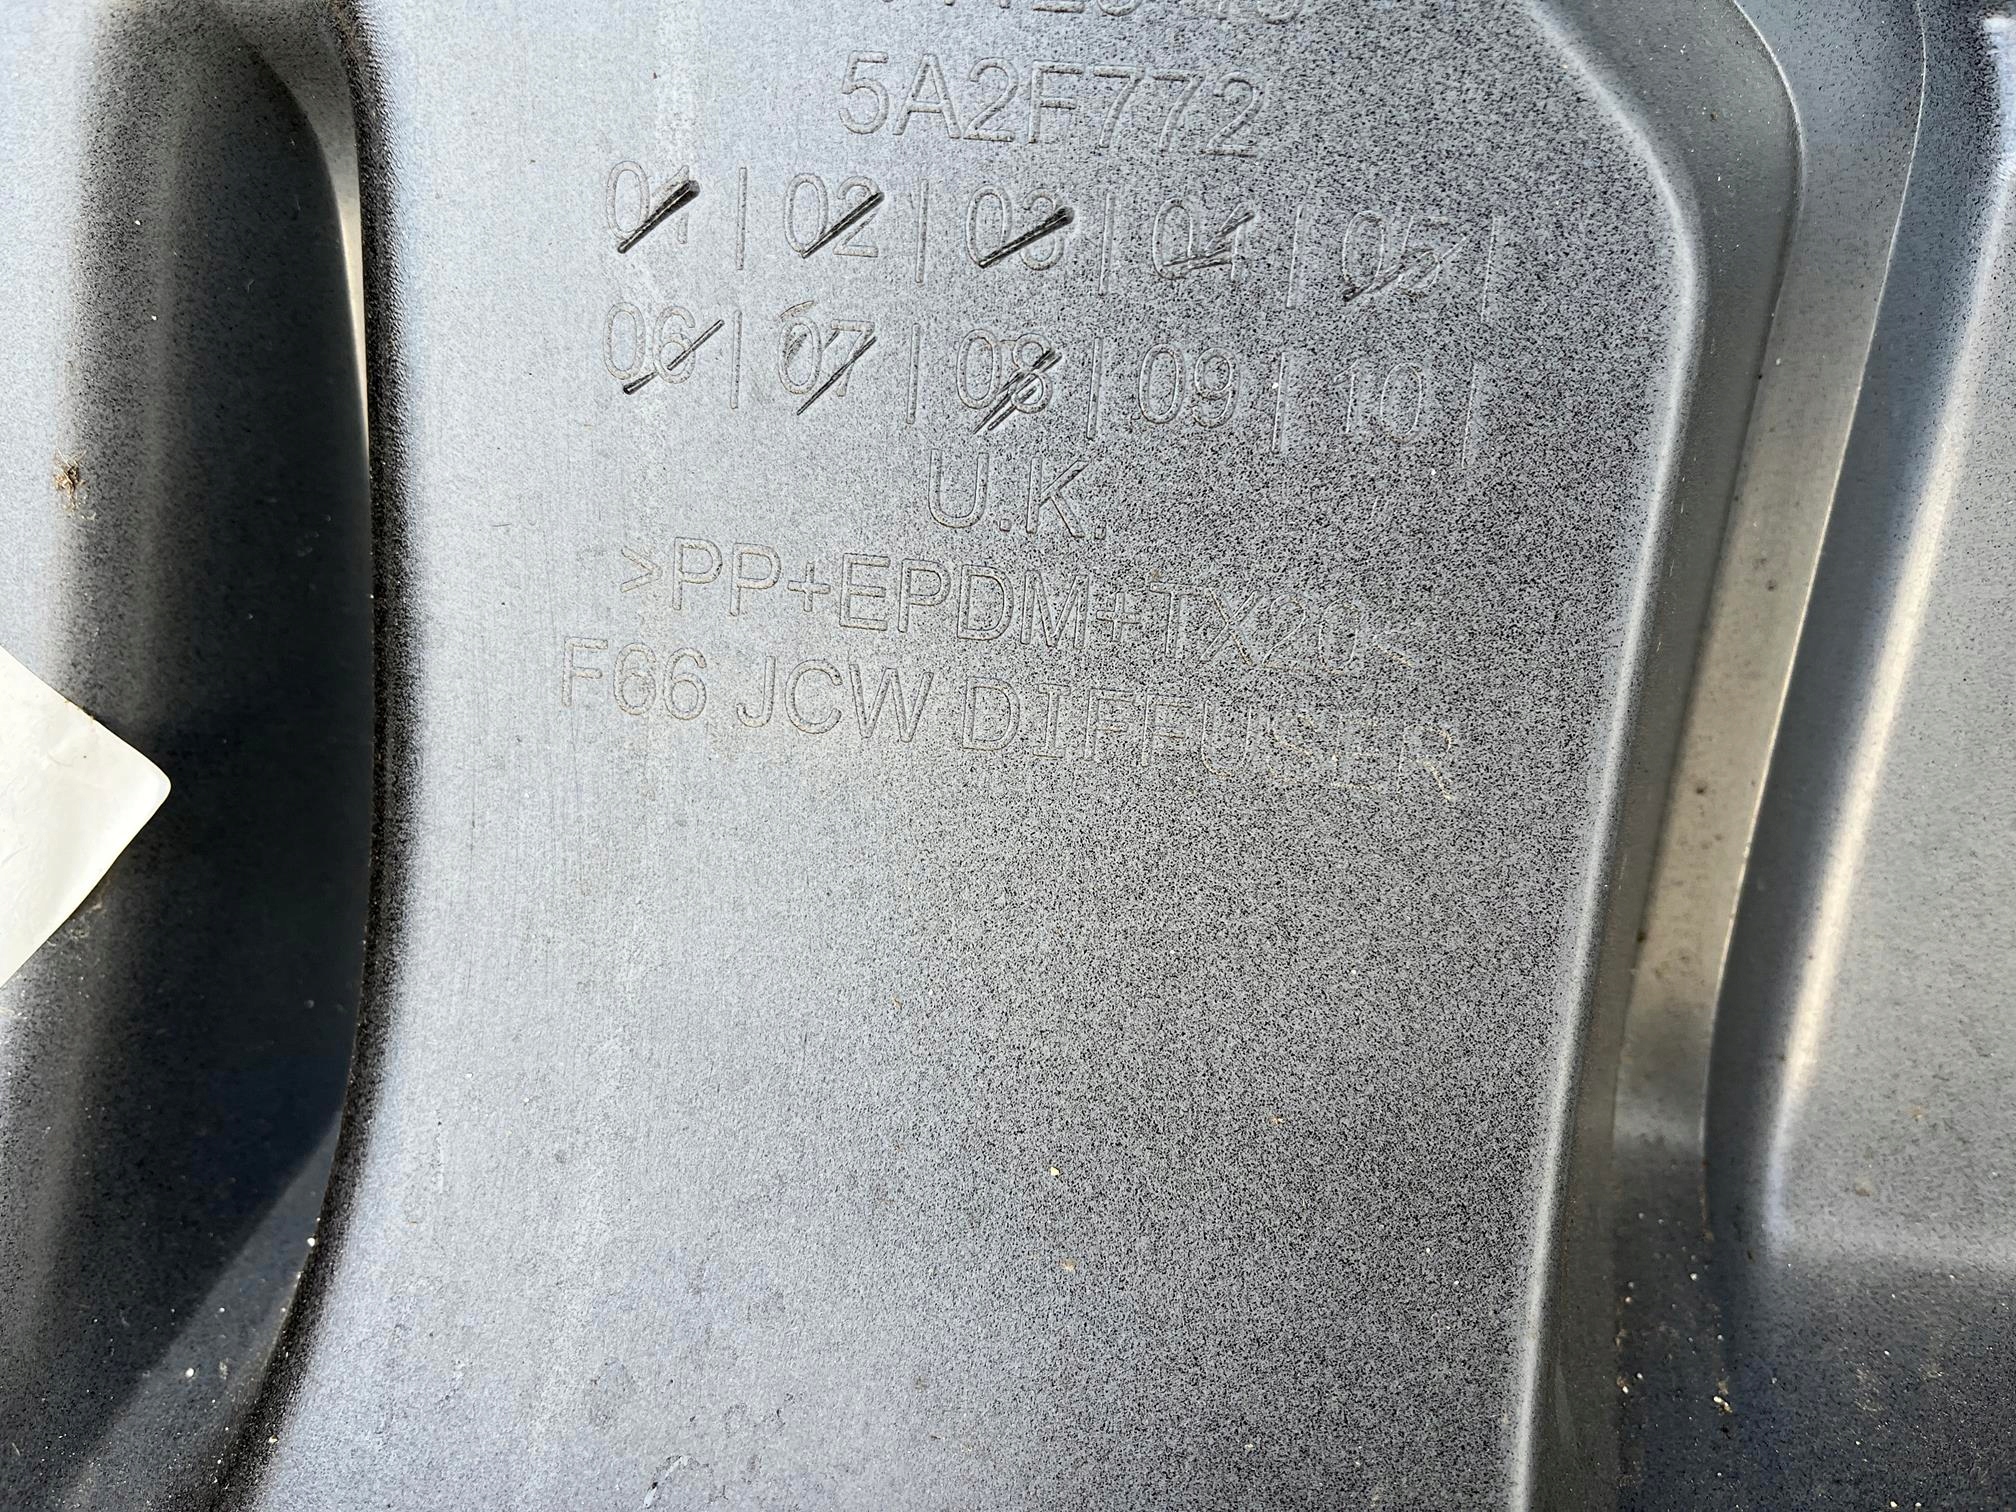 5A2F772
01 | 02 | 03 | 04 | 05 |
06 | 07 | 08 | 09 | 10 |
U.K.
>PP+EPDM+TX20<
F66 JCW DIFFUSER